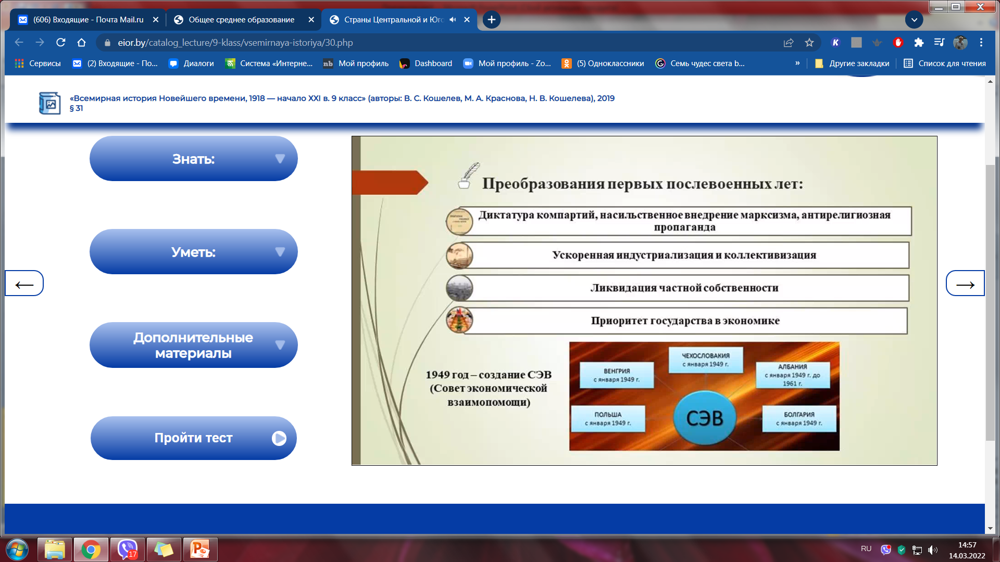 (606) Входящие - Почта Mail.ru
Общее среднее образование
Страны Центральной и Юго
eior.by/catalog_lecture/9-klass/vsemirnaya-istoriya/30.php
Сервисы
(2) Входящие - По...
Диалоги
Система «Интерне...
nb Мой профиль
Dashboard
Мой профиль - Zo...
(5) Одноклассники
Семь чудес света b...
»
Другие закладки
Список для чтения
«Всемирная история Новейшего времени, 1918 — начало XXI в. 9 класс» (авторы: В. С. Кошелев, М. А. Краснова, Н. В. Кошелева), 2019
§ 31
Знать:
Уметь:
Дополнительные
материалы
Пройти тест
←
→
Преобразования первых послевоенных лет:
Диктатура компартий, насильственное внедрение марксизма, антирелигиозная
пропаганда
Ускоренная индустриализация и коллективизация
Ликвидация частной собственности
Приоритет государства в экономике
1949 год – создание СЭВ
(Совет экономической
взаимопомощи)
ЧЕХОСЛОВАКИЯ
с января 1949 г.
ВЕНГРИЯ
с января 1949 г.
АЛБАНИЯ
с января 1949 г. до
1961 г.
ПОЛЬША
с января 1949 г.
СЭВ
БОЛГАРИЯ
с января 1949 г.
17
RU
14:57
14.03.2022